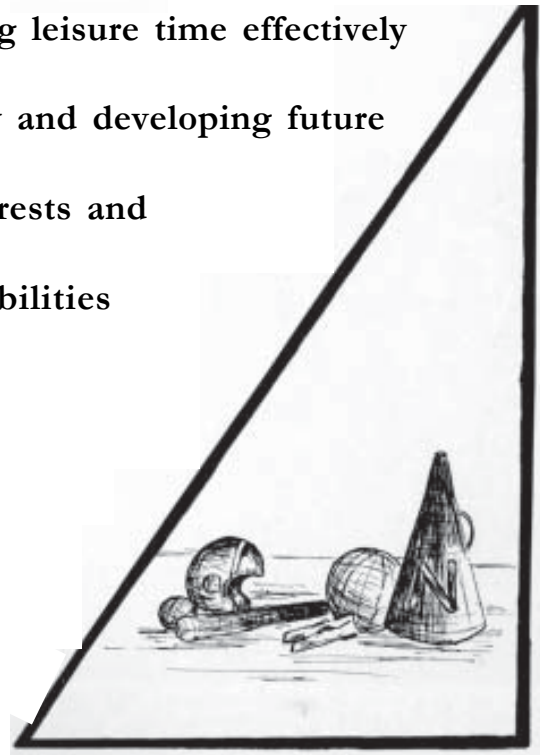 g leisure time effectively
and developing future
rests and
bilities
N